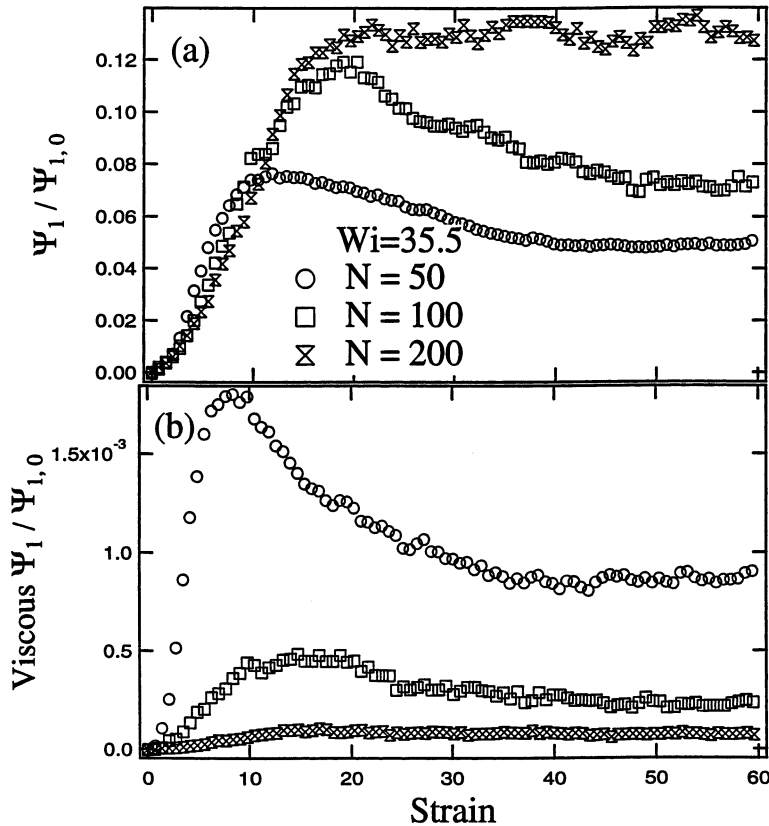 (a)
0.12
0.10
0.08
0.06
0.04
0.02
0.00
Ψ1 / Ψ1,0
Wi=35.5
N = 50
N = 100
N = 200
(b)
1.5x10-3
1.0
0.5
0.0
Viscous Ψ1 / Ψ1,0
0 10 20 30 40 50 60
Strain